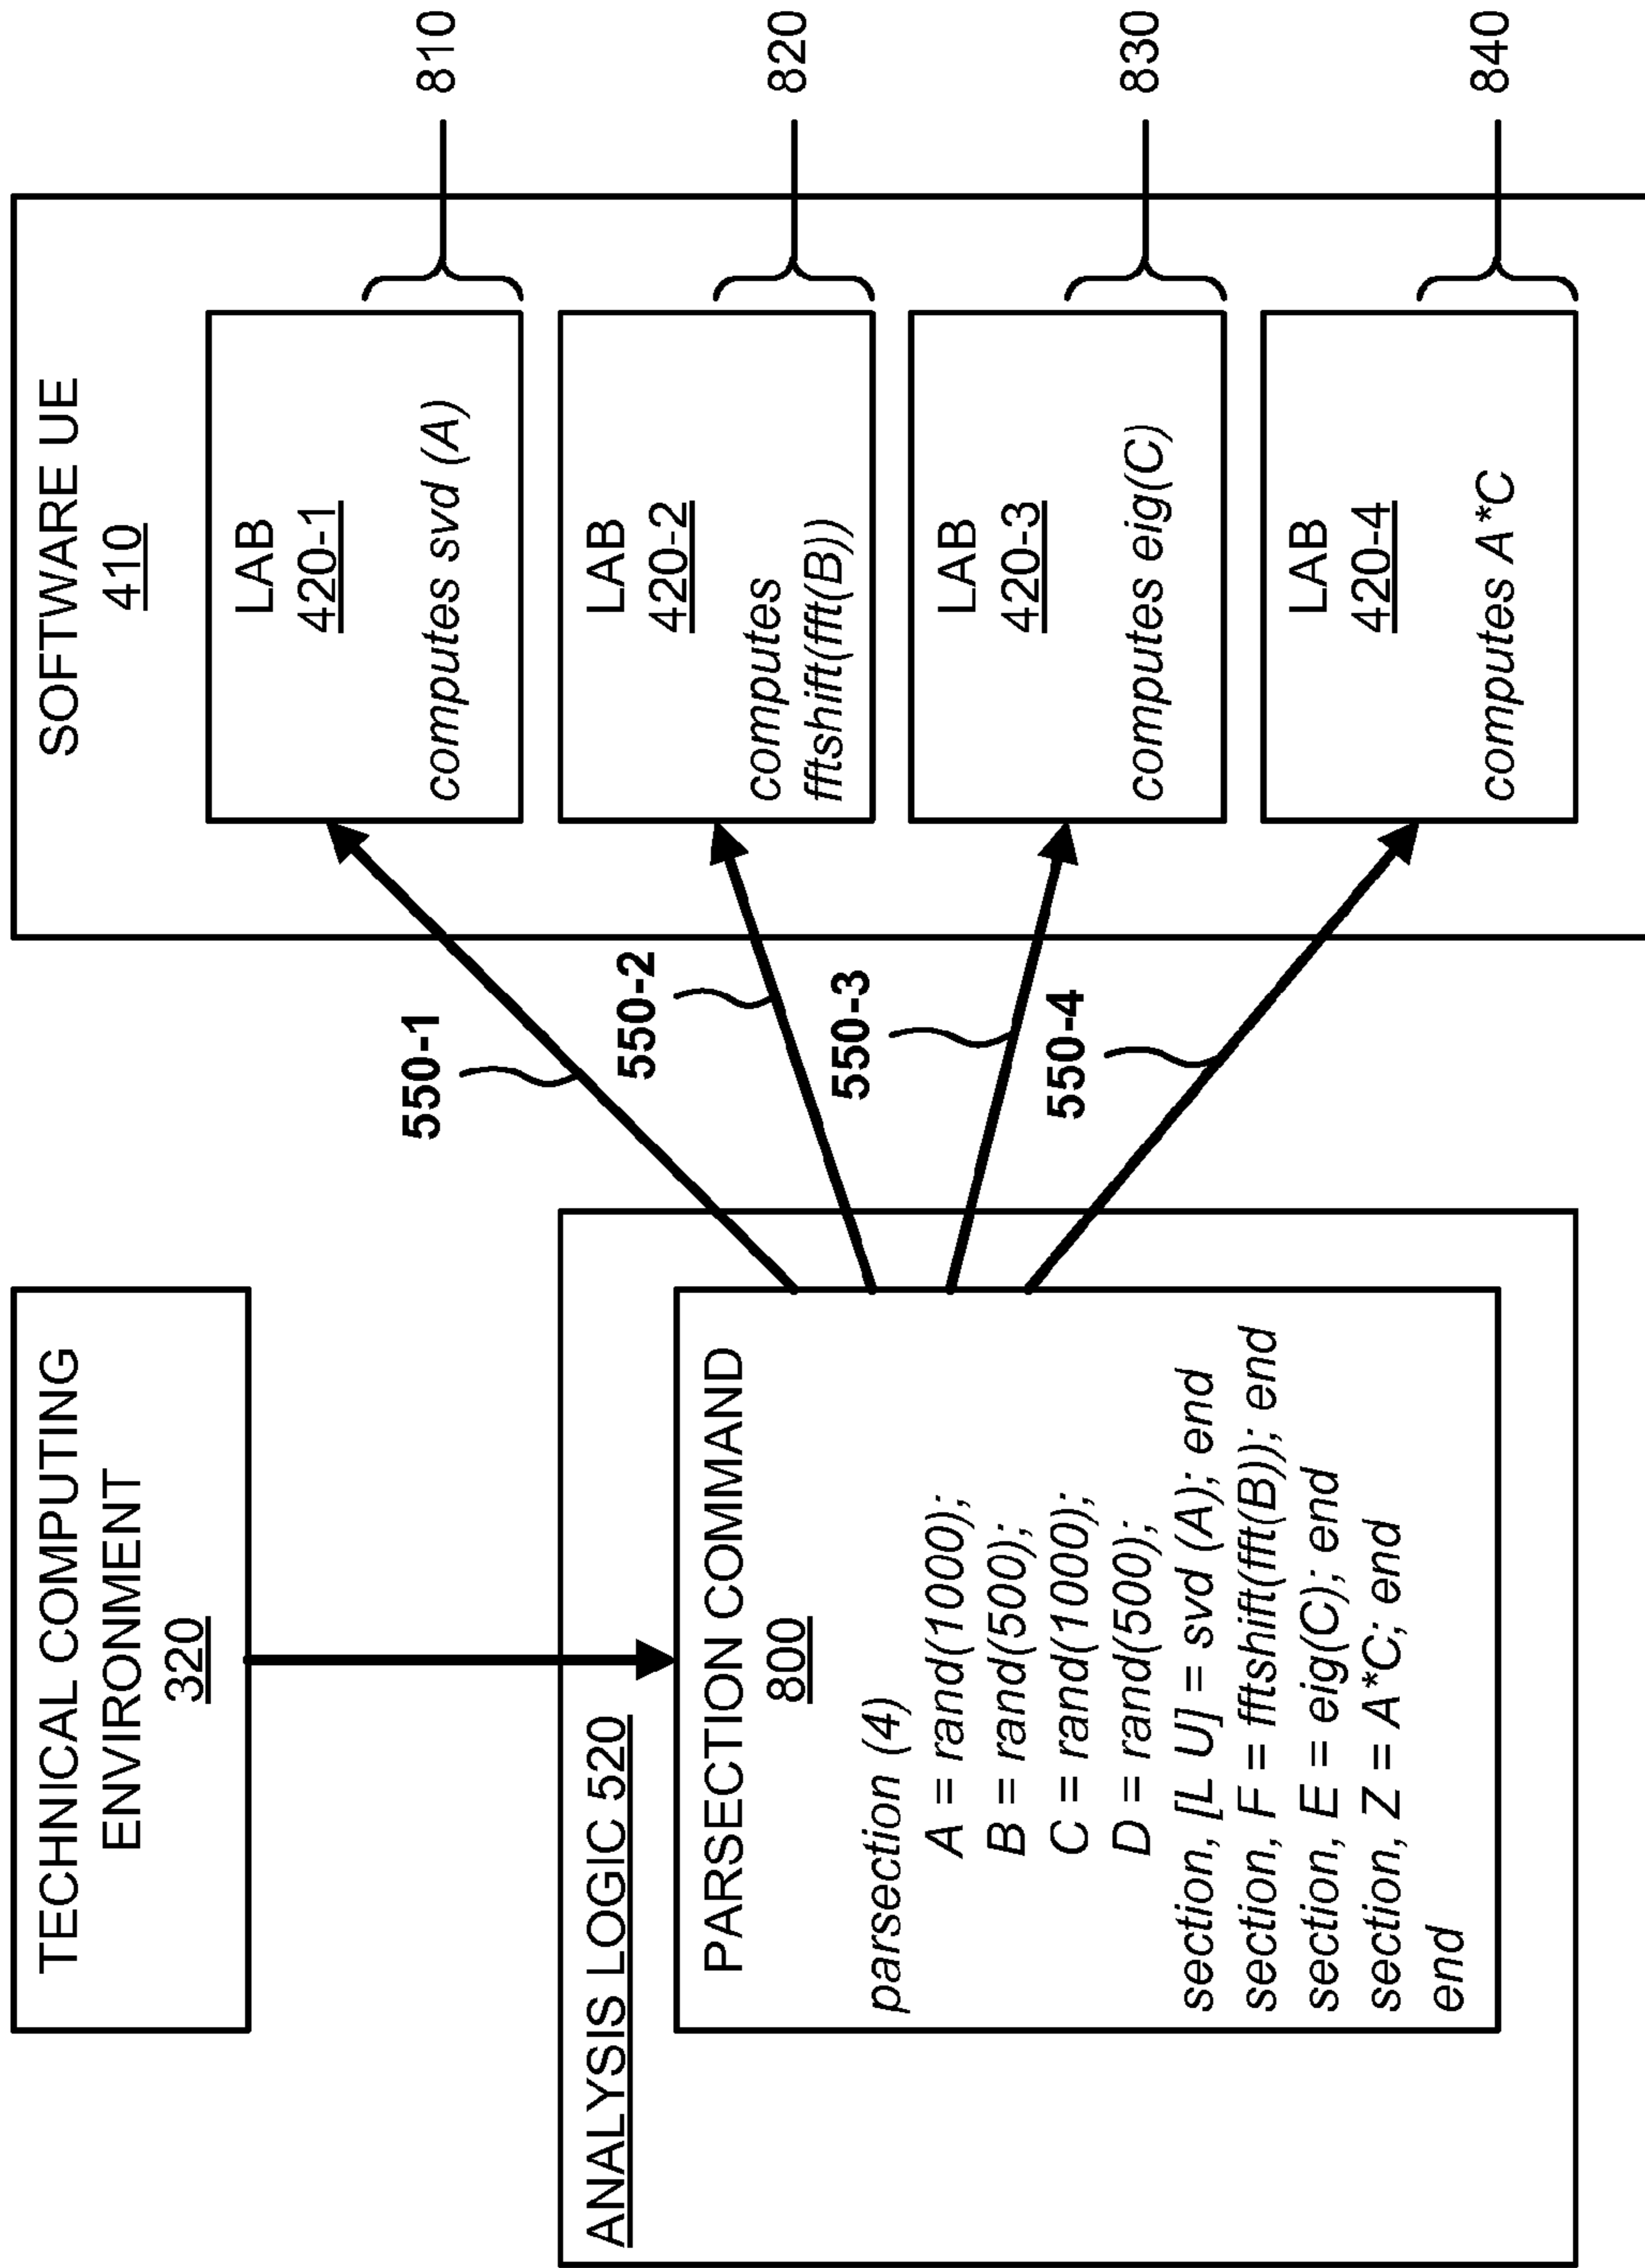 TECHNICAL COMPUTING
ENVIRONMENT
320
ANALYSIS LOGIC 520
PARSECTION COMMAND
800
parsection (4)
A = rand(1000);
B = rand(500);
C = rand(1000);
D = rand(500);
section, [L U] = svd (A); end
section, F = fftshift(fft(B)); end
section, E = eig(C); end
section, Z = A*C; end
end
550-1
550-2
550-3
550-4
SOFTWARE UE
410
LAB
420-1
computes svd (A)
810
LAB
420-2
computes
fftshift(fft(B))
820
LAB
420-3
computes eig(C)
830
LAB
420-4
computes A*C
840